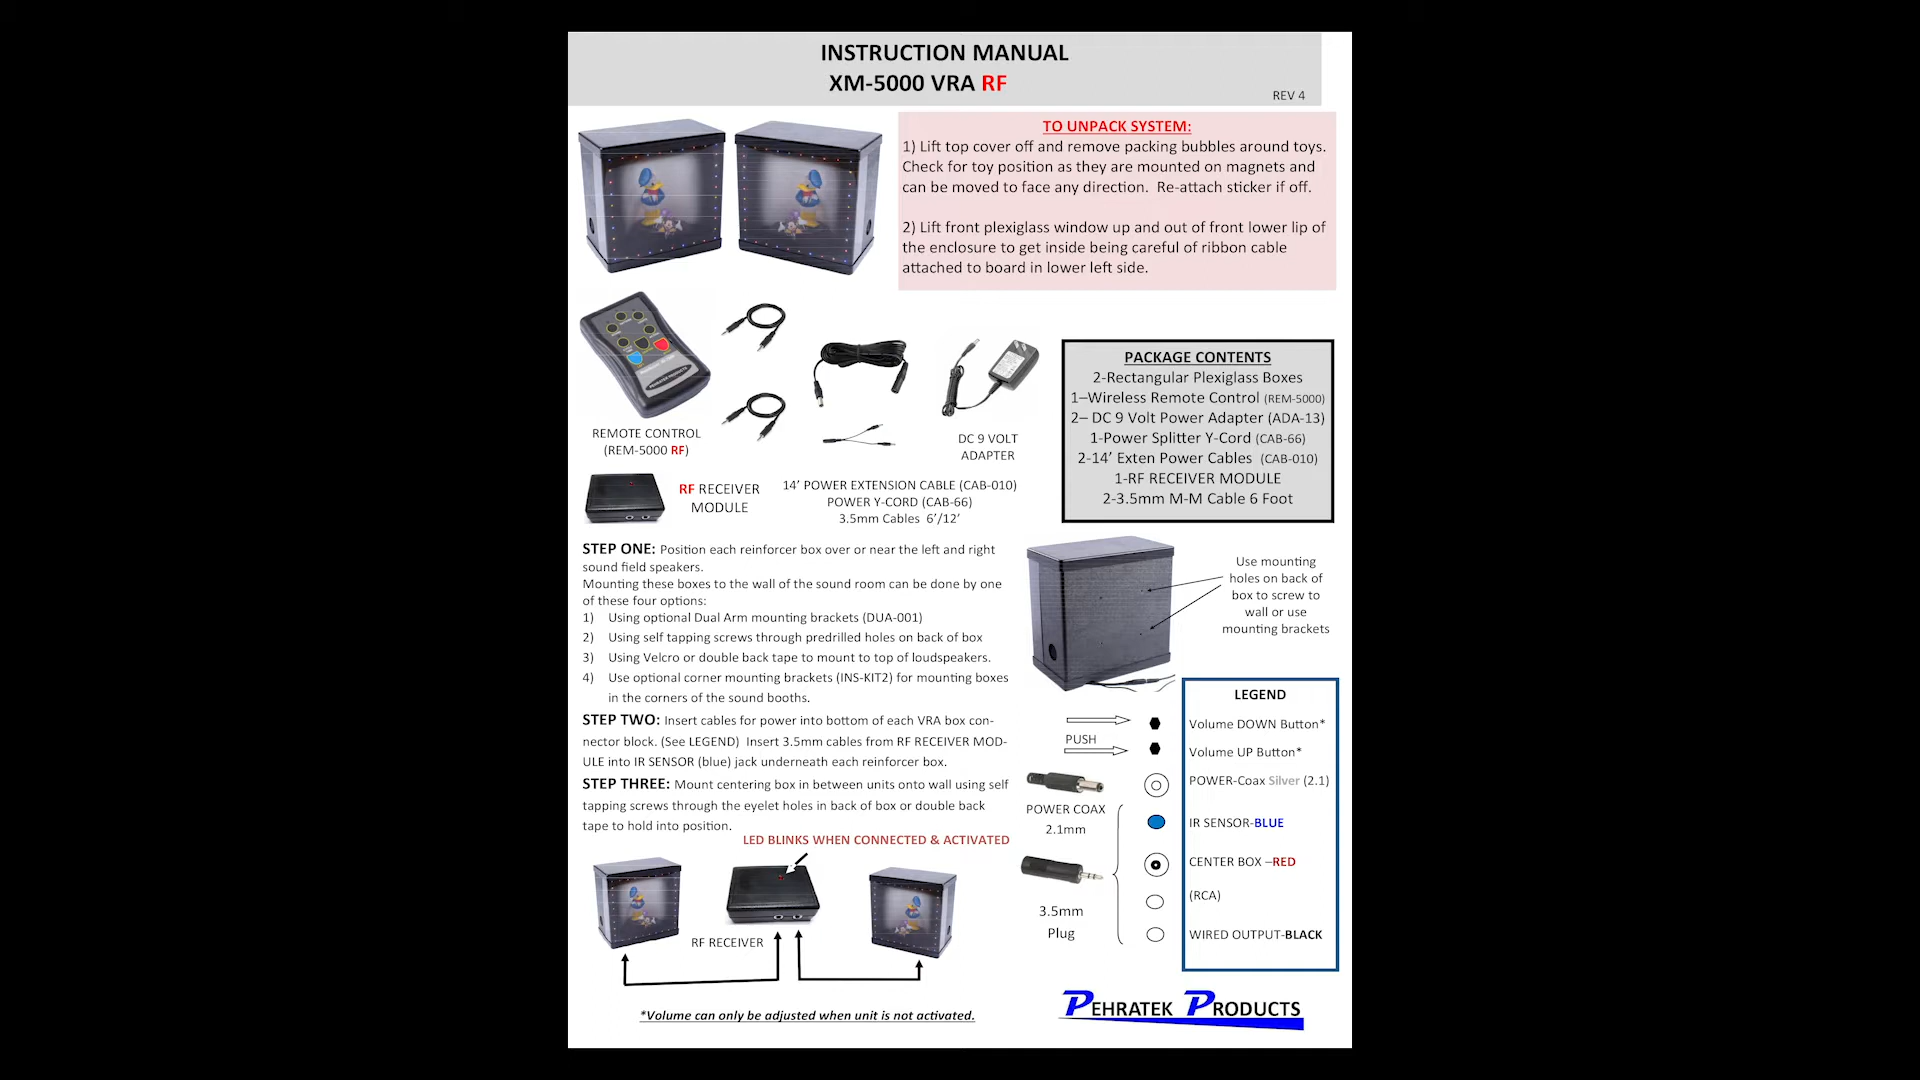 INSTRUCTION MANUAL
XM-5000 VRA RF
REV 4
TO UNPACK SYSTEM:
1) Lift top cover off and remove packing bubbles around toys.
Check for toy position as they are mounted on magnets and
can be moved to face any direction. Re-attach sticker if off.
2) Lift front plexiglass window up and out of front lower lip of
the enclosure to get inside being careful of ribbon cable
attached to board in lower left side.
REMOTE CONTROL
(REM-5000 RF)
DC 9 VOLT
ADAPTER
RF RECEIVER
MODULE
14’ POWER EXTENSION CABLE (CAB-010)
POWER Y-CORD (CAB-66)
3.5mm Cables 6’/12‘
PACKAGE CONTENTS
2-Rectangular Plexiglass Boxes
1—Wireless Remote Control (REM-5000)
2— DC 9 Volt Power Adapter (ADA-13)
1-Power Splitter Y-Cord (CAB-66)
2-14’ Exten Power Cables (CAB-010)
1-RF RECEIVER MODULE
2-3.5mm M-M Cable 6 Foot
STEP ONE: Position each reinforcer box over or near the left and right
sound field speakers.
Mounting these boxes to the wall of the sound room can be done by one
of these four options:
1) Using optional Dual Arm mounting brackets (DUA-001)
2) Using self tapping screws through predrilled holes on back of box
3) Using Velcro or double back tape to mount to top of loudspeakers.
4) Use optional corner mounting brackets (INS-KIT2) for mounting boxes
in the corners of the sound booths.
STEP TWO: Insert cables for power into bottom of each VRA box con-
nector block. (See LEGEND) Insert 3.5mm cables from RF RECEIVER MOD-
ULE into IR SENSOR (blue) jack underneath each reinforcer box.
STEP THREE: Mount centering box in between units onto wall using self
tapping screws through the eyelet holes in back of box or double back
tape to hold into position.
LED BLINKS WHEN CONNECTED & ACTIVATED
RF RECEIVER
*Volume can only be adjusted when unit is not activated.
Use mounting
holes on back of
box to screw to
wall or use
mounting brackets
PUSH
POWER COAX
2.1mm
3.5mm
Plug
LEGEND
Volume DOWN Button*
Volume UP Button*
POWER-Coax Silver (2.1)
IR SENSOR-BLUE
CENTER BOX –RED
(RCA)
WIRED OUTPUT-BLACK
PEHRATEK PRODUCTS